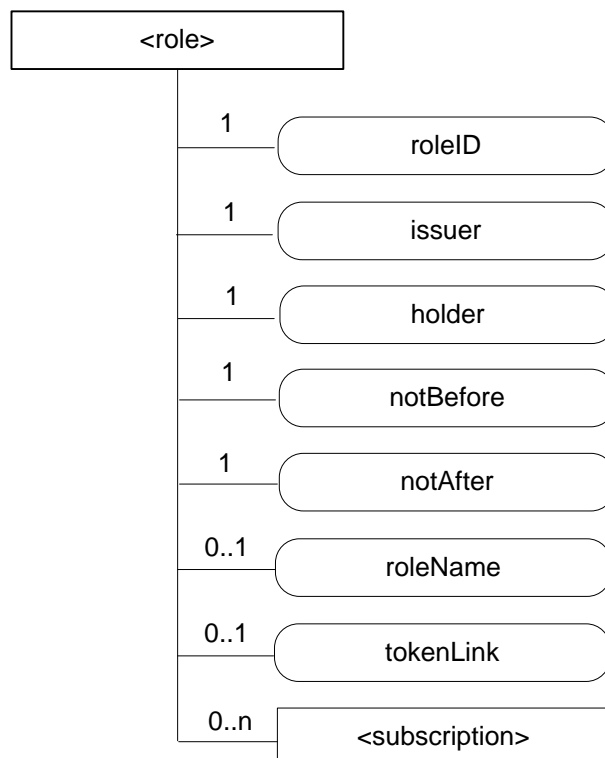 <role>
1
roleID
1
issuer
1
holder
1
notBefore
1
notAfter
0..1
roleName
0..1
tokenLink
0..n
<subscription>